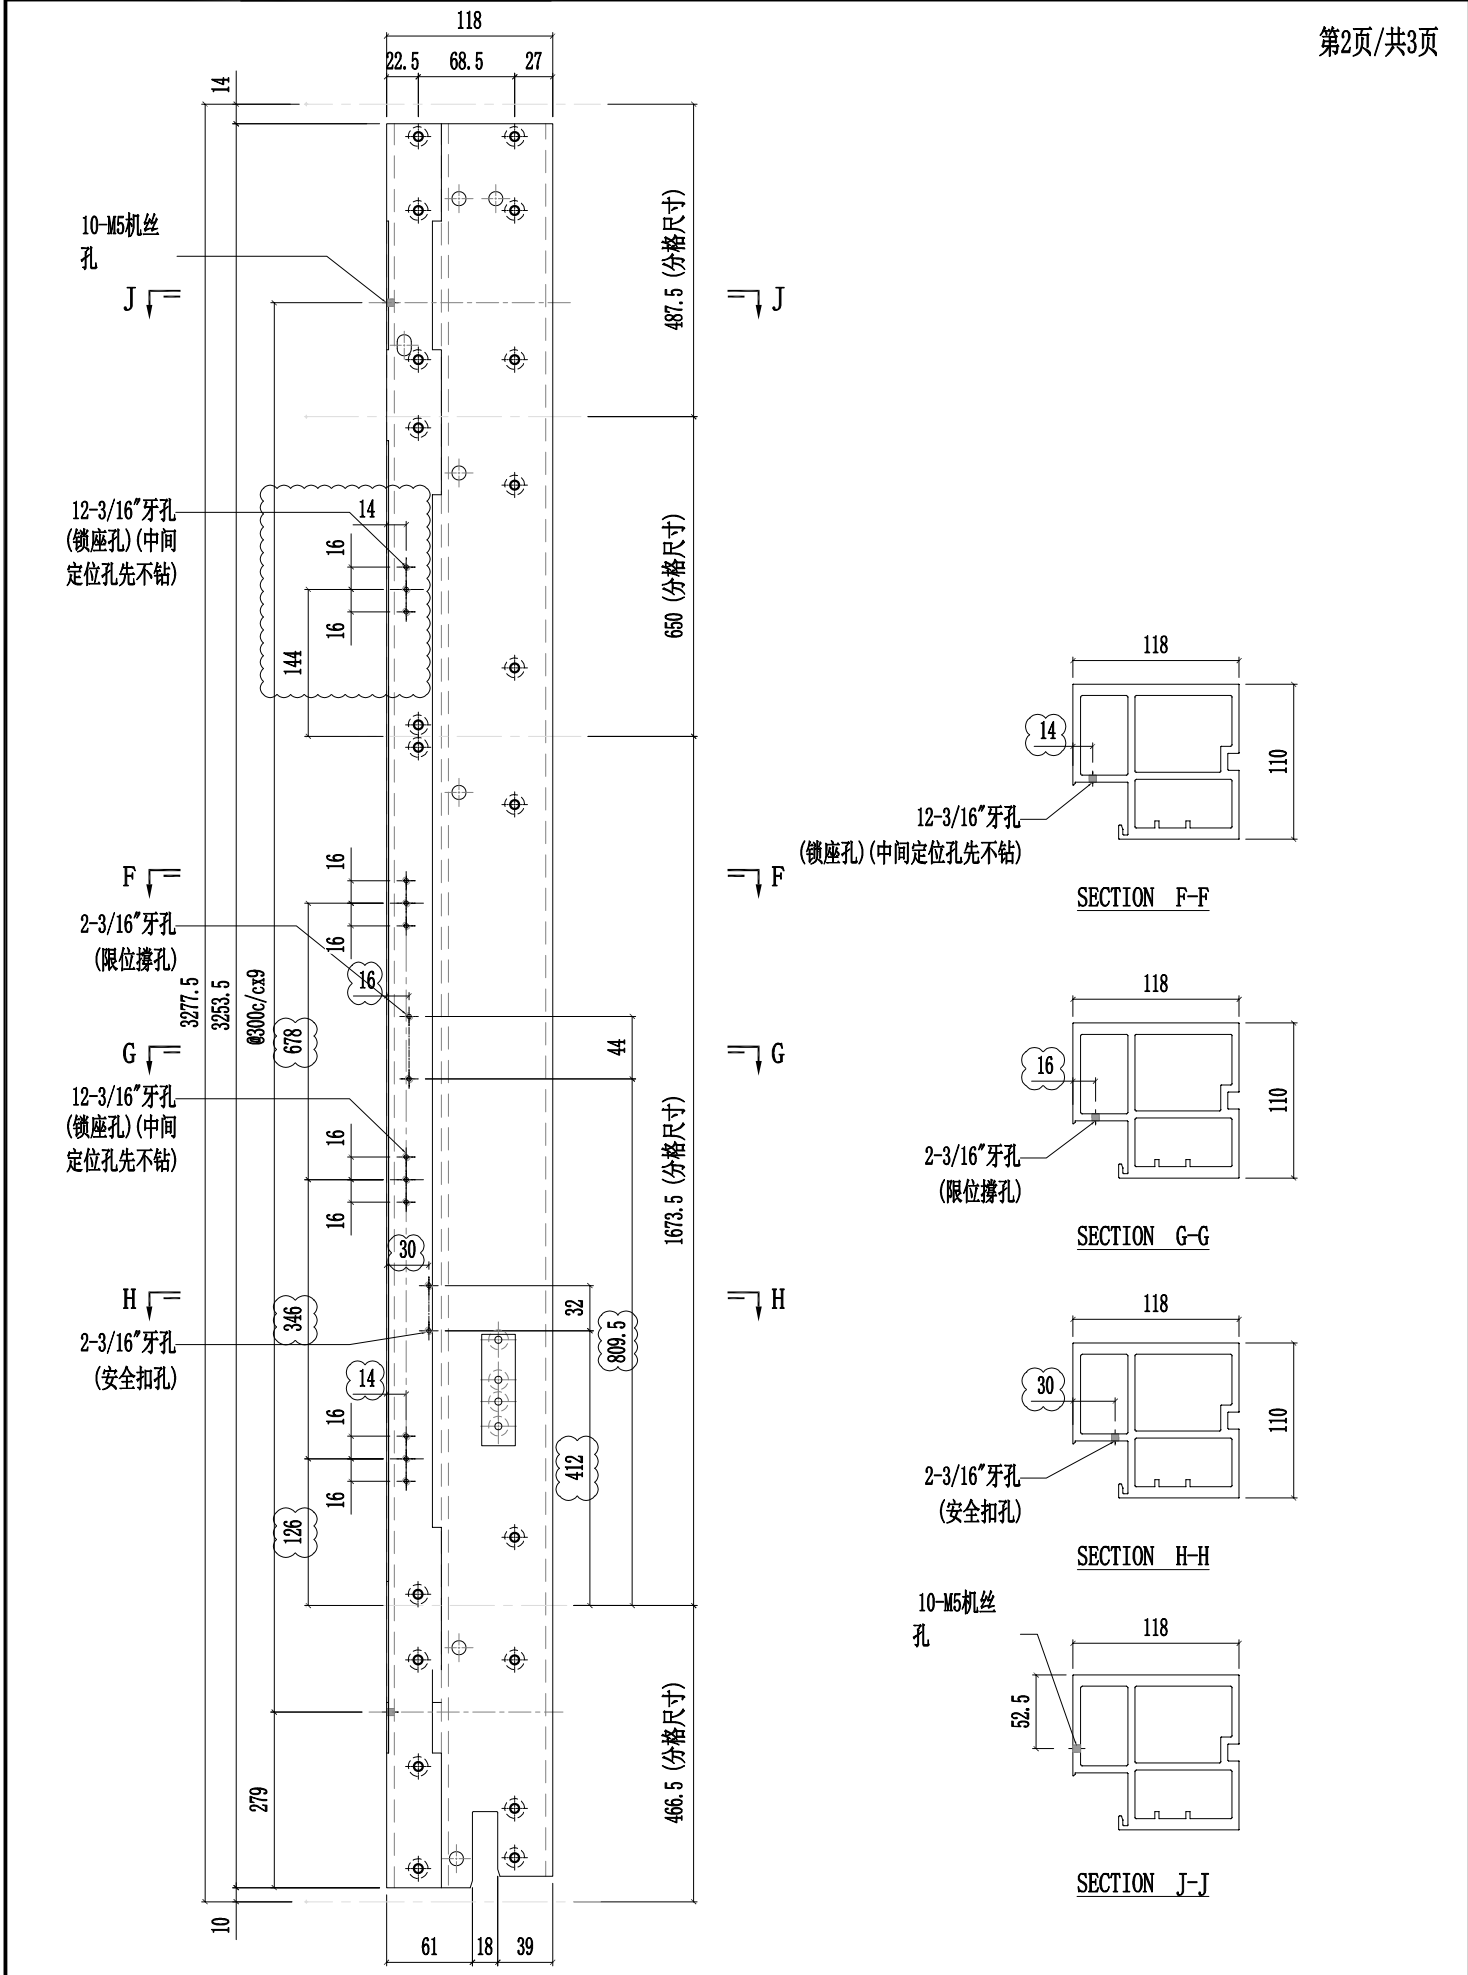 第2页/共3页
118
22.5
68.5
27
14
10-M5机丝
孔
J
J
487.5 (分格尺寸)
12-3/16"牙孔
(锁座孔)(中间
定位孔先不钻)
14
16
16
144
650 (分格尺寸)
F
F
16
16
2-3/16"牙孔
(限位撑孔)
16
3277.5
3253.5
@300c/cx9
678
44
G
G
12-3/16"牙孔
(锁座孔)(中间
定位孔先不钻)
16
16
1673.5 (分格尺寸)
30
H
H
346
32
809.5
2-3/16"牙孔
(安全扣孔)
14
16
16
412
126
279
466.5 (分格尺寸)
10
61
18
39
118
14
110
12-3/16"牙孔
(锁座孔)(中间定位孔先不钻)
SECTION F-F
118
16
110
2-3/16"牙孔
(限位撑孔)
SECTION G-G
118
30
110
2-3/16"牙孔
(安全扣孔)
SECTION H-H
10-M5机丝
孔
118
52.5
SECTION J-J